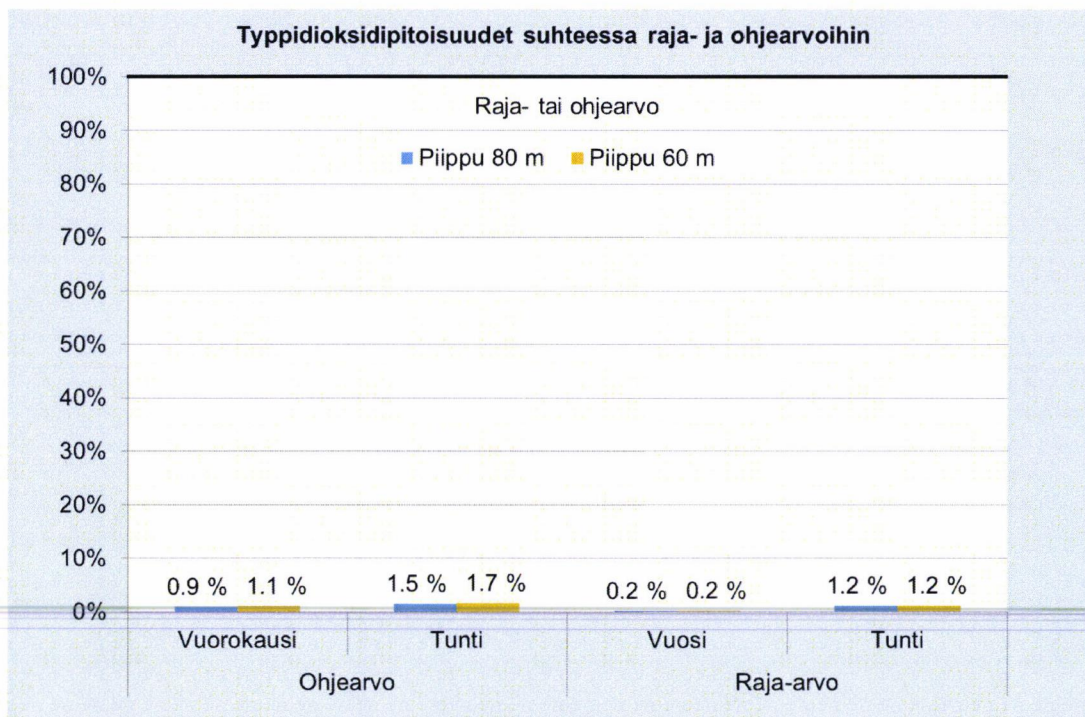 Typpidioksidipitoisuudet suhteessa raja- ja ohjearvoihin
100%
Raja- tai ohjearvo
90%
Piippu 80 m Piippu 60 m
80%
70%
60%
50%
40%
30%
20%
10%
0.9 % 1.1 % 1.5 % 1.7 % 0.2 % 0.2 % 1.2 % 1.2 %
0%
Vuorokausi Tunti Vuosi Tunti
Ohjearvo Raja-arvo